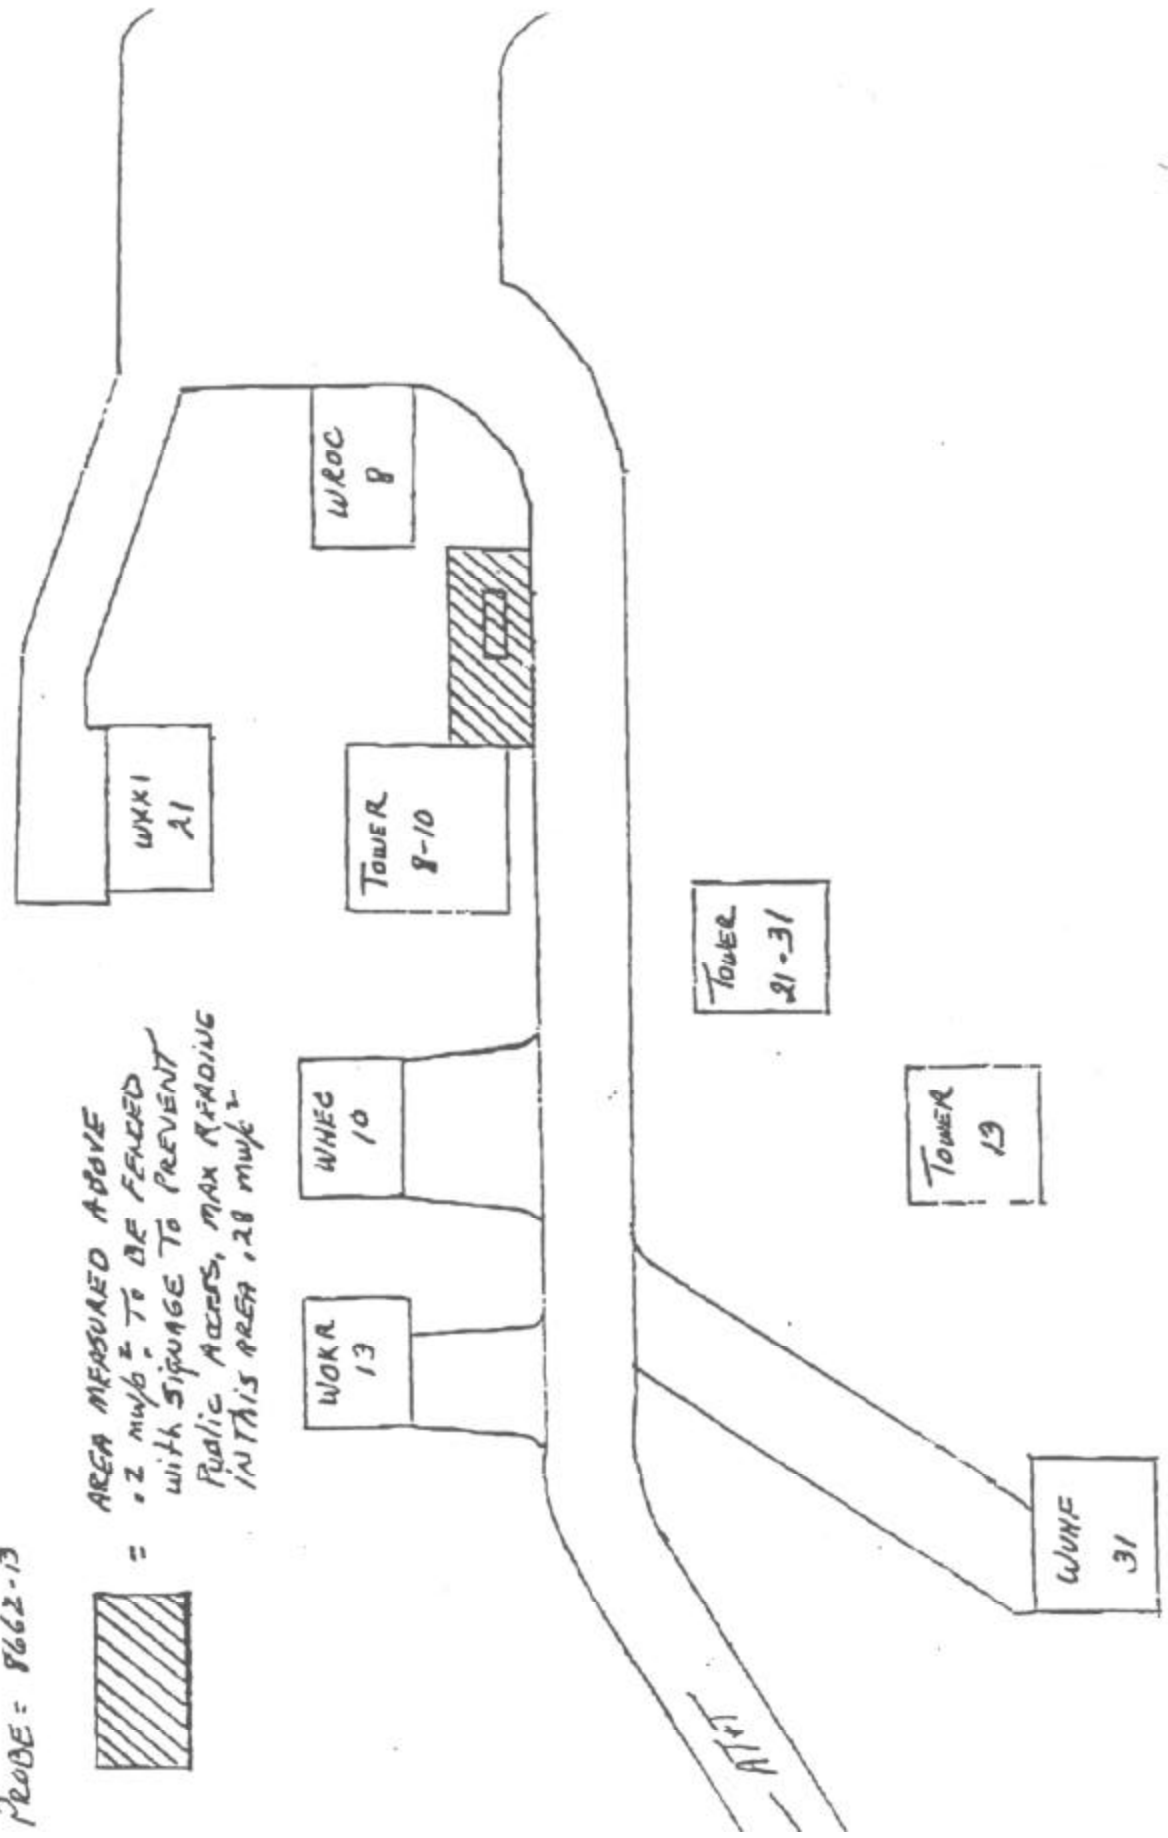 PROBE = 8662-13
= AREA MEASURED ABOVE
.2 mw/c². TO BE FENCED
with SIGNAGE TO PREVENT
Public Access, MAX READING
IN THIS AREA .28 mw/c²
WXXI
21
WROC
8
TOWER
8-10
WHEC
10
WOKR
13
TOWER
21-31
TOWER
13
WUHF
31
AT&T